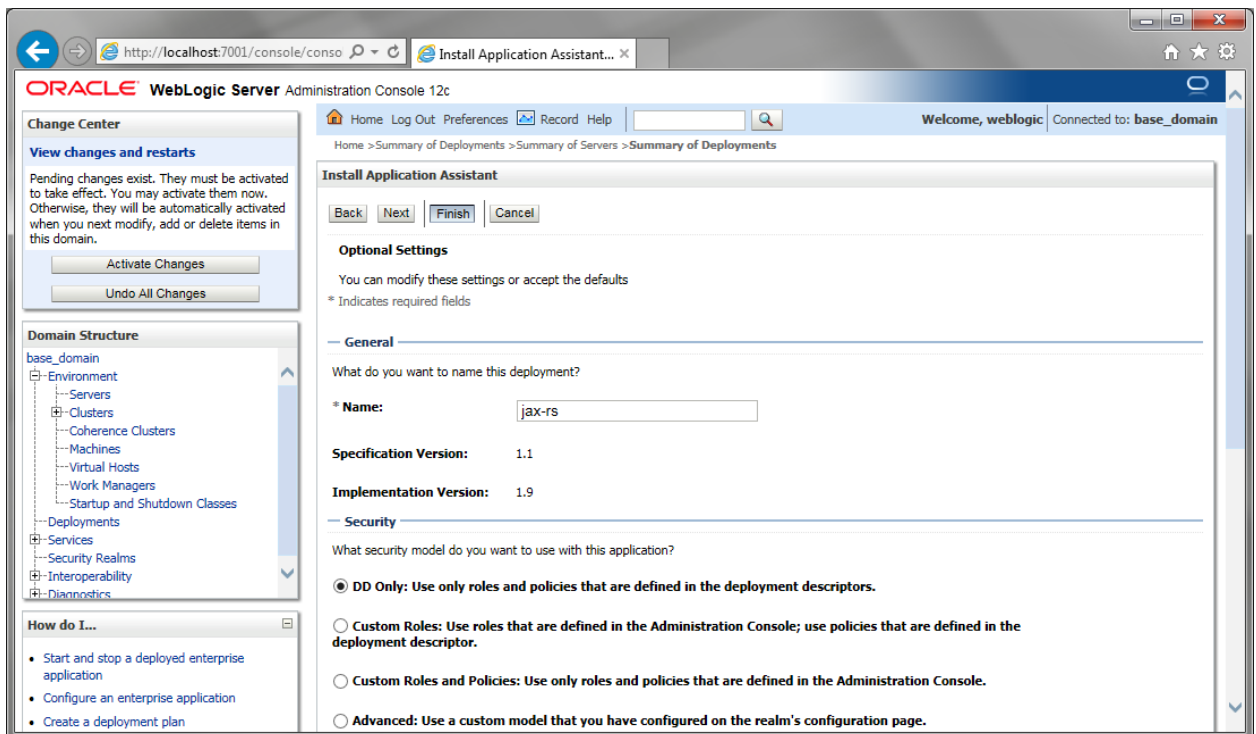 http://localhost:7001/console/conso
Install Application Assistant...
ORACLE WebLogic Server Administration Console 12c
Change Center
View changes and restarts
Pending changes exist. They must be activated
to take effect. You may activate them now.
Otherwise, they will be automatically activated
when you next modify, add or delete items in
this domain.
Activate Changes
Undo All Changes
Domain Structure
base_domain
Environment
Servers
Clusters
Coherence Clusters
Machines
Virtual Hosts
Work Managers
Startup and Shutdown Classes
Deployments
Services
Security Realms
Interoperability
Diagnostics
How do I...
• Start and stop a deployed enterprise
application
• Configure an enterprise application
• Create a deployment plan
Home Log Out Preferences Record Help
Welcome, weblogic Connected to: base_domain
Home >Summary of Deployments >Summary of Servers >Summary of Deployments
Install Application Assistant
Back Next Finish Cancel
Optional Settings
You can modify these settings or accept the defaults
* Indicates required fields
General
What do you want to name this deployment?
* Name: jax-rs
Specification Version: 1.1
Implementation Version: 1.9
Security
What security model do you want to use with this application?
DD Only: Use only roles and policies that are defined in the deployment descriptors.
Custom Roles: Use roles that are defined in the Administration Console; use policies that are defined in the
deployment descriptor.
Custom Roles and Policies: Use only roles and policies that are defined in the Administration Console.
Advanced: Use a custom model that you have configured on the realm's configuration page.